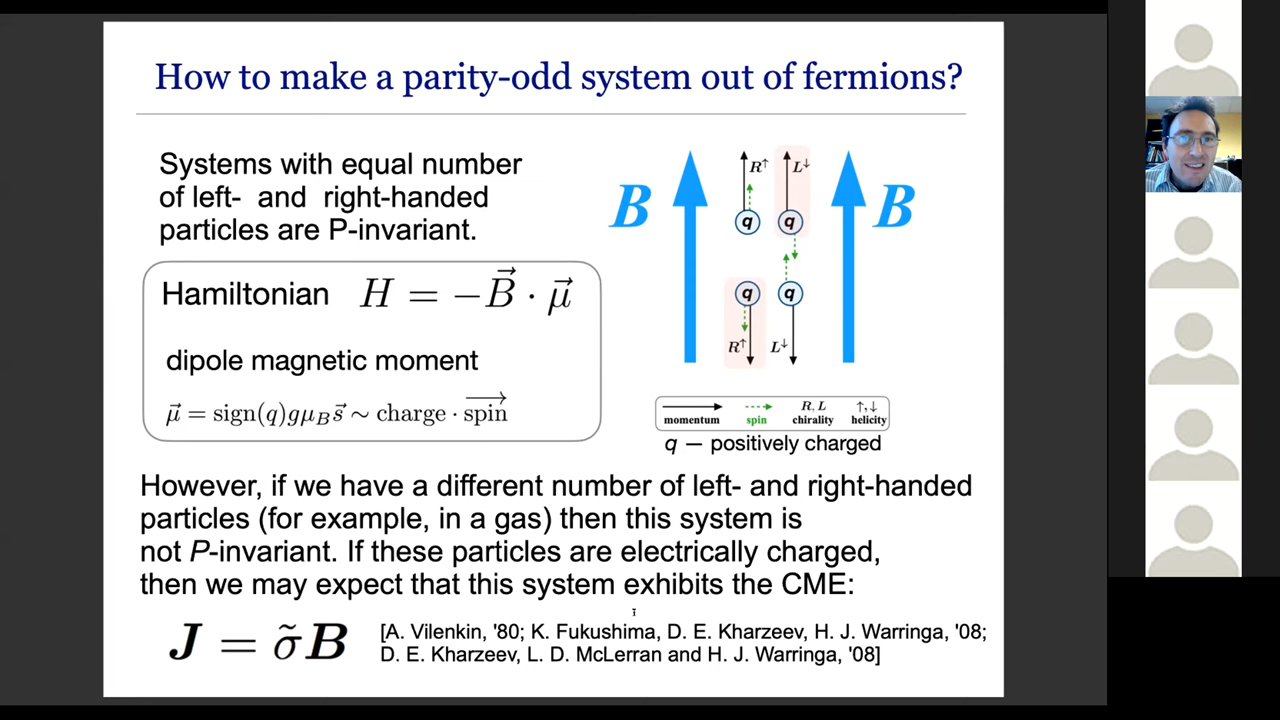 How to make a parity-odd system out of fermions?
Systems with equal number
of left- and right-handed
particles are P-invariant.
Hamiltonian H = −B⃗ · μ⃗
dipole magnetic moment
μ⃗ = sign(q)gμ_B s⃗ ∼ charge · spin⃗
B
R↑
L↓
B
q
q
q
q
R↑
L↓
momentum
spin
R, L
chirality
↑,↓
helicity
q – positively charged
However, if we have a different number of left- and right-handed
particles (for example, in a gas) then this system is
not P-invariant. If these particles are electrically charged,
then we may expect that this system exhibits the CME:
J = σ̃B
[A. Vilenkin, '80; K. Fukushima, D. E. Kharzeev, H. J. Warringa, '08;
D. E. Kharzeev, L. D. McLerran and H. J. Warringa, '08]